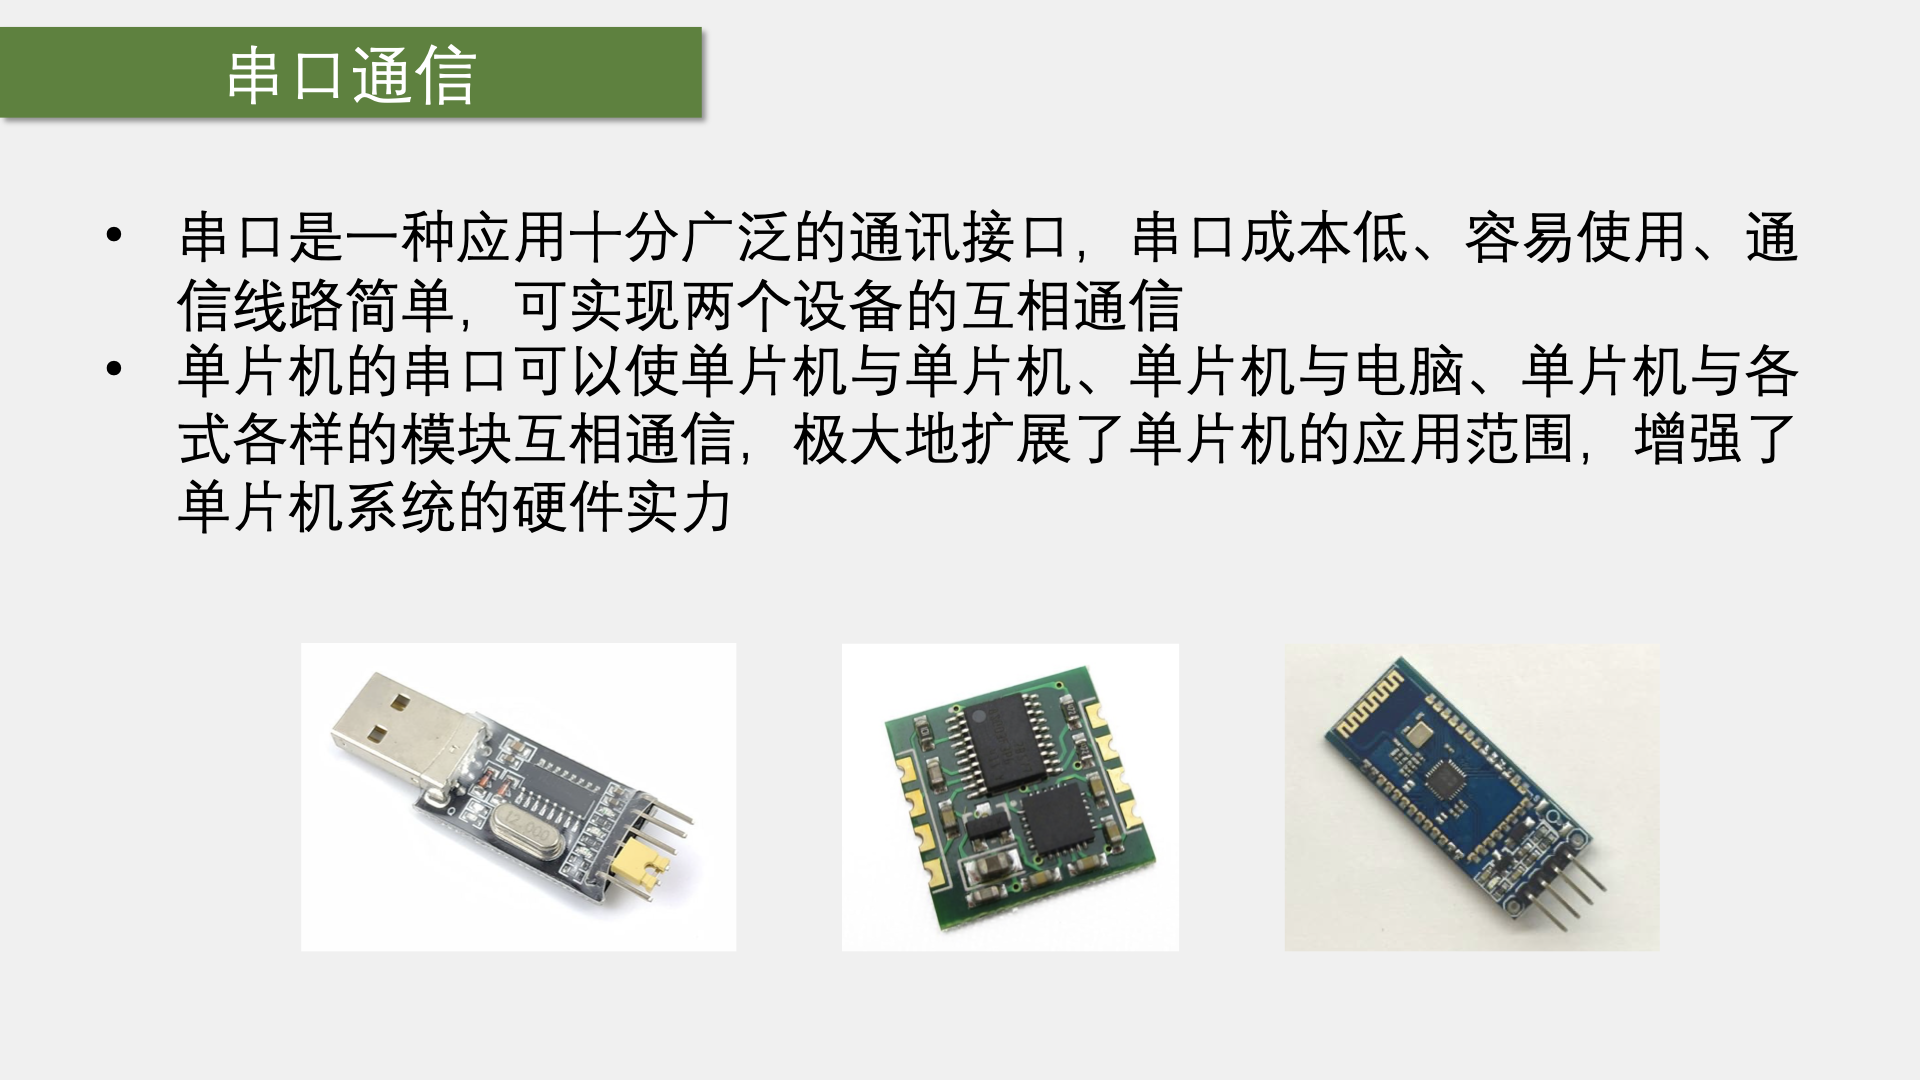 串口通信
• 串口是一种应用十分广泛的通讯接口，串口成本低、容易使用、通
信线路简单，可实现两个设备的互相通信
• 单片机的串口可以使单片机与单片机、单片机与电脑、单片机与各
式各样的模块互相通信，极大地扩展了单片机的应用范围，增强了
单片机系统的硬件实力
12.000